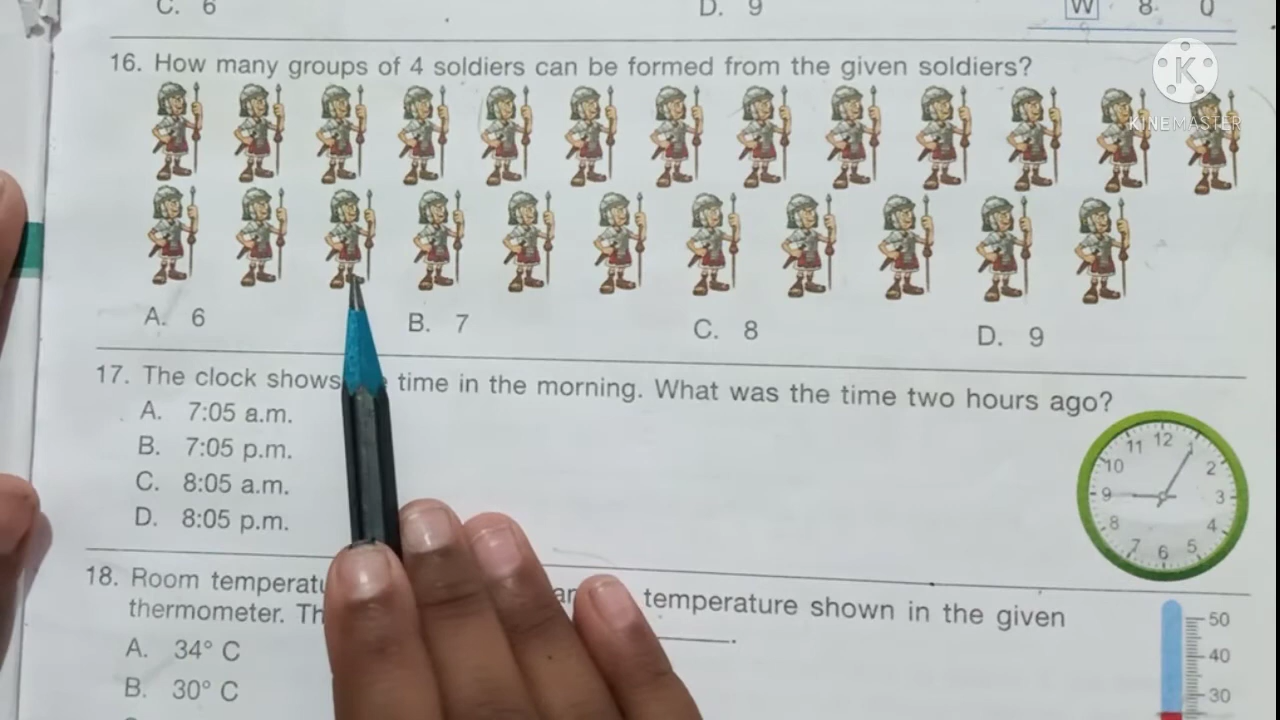 C. 6 D. 9 W 8 Q
16. How many groups of 4 soldiers can be formed from the given soldiers?
K
KINEMASTER
A. 6 B. 7 C. 8 D. 9
17. The clock shows time in the morning. What was the time two hours ago?
A. 7:05 a.m.
B. 7:05 p.m.
C. 8:05 a.m.
D. 8:05 p.m.
12
11 1
10 2
9 3
8 4
7 6 5
18. Room temperature shown in the given
thermometer.
A. 34° C
B. 30° C
50
40
30